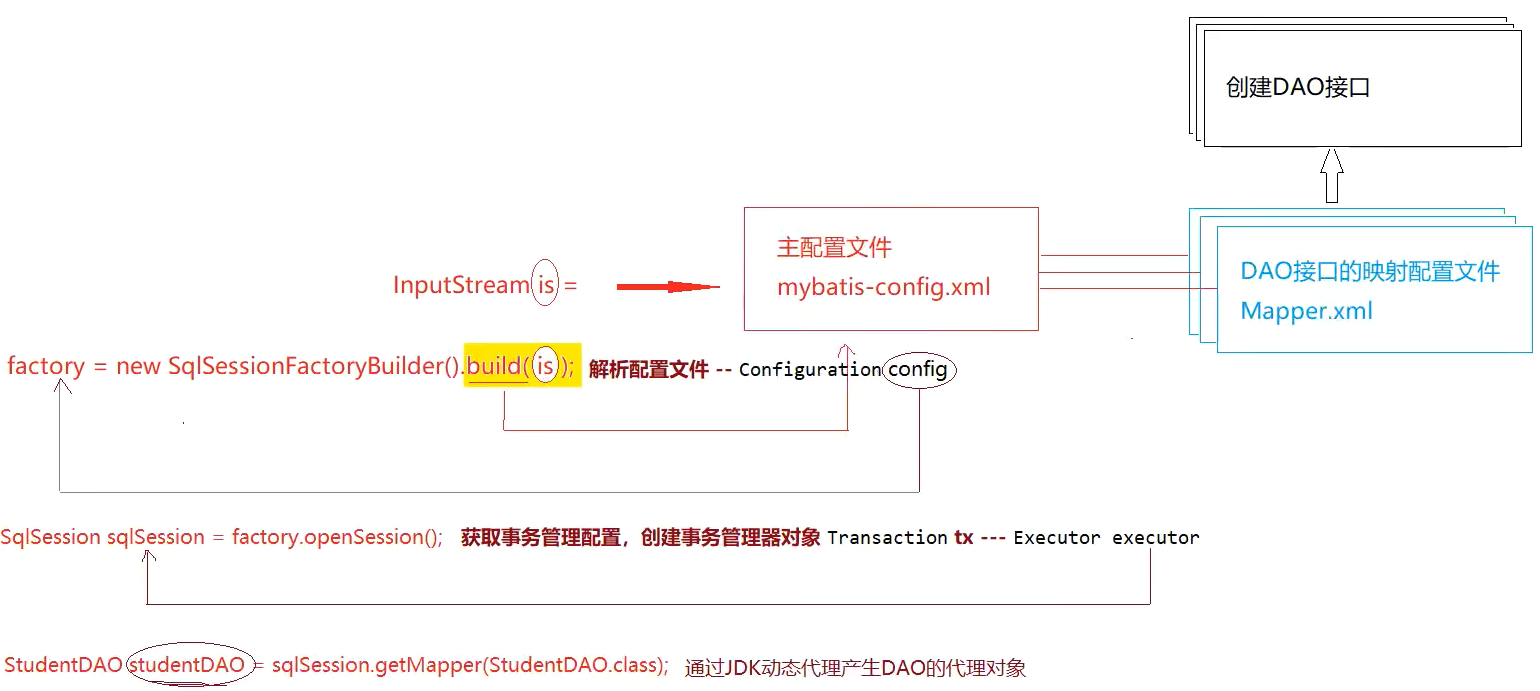 创建DAO接口
主配置文件
mybatis-config.xml
DAO接口的映射配置文件
Mapper.xml
InputStream is =
factory = new SqlSessionFactoryBuilder().build(is); 解析配置文件 -- Configuration config
SqlSession sqlSession = factory.openSession(); 获取事务管理配置，创建事务管理器对象 Transaction tx --- Executor executor
StudentDAO studentDAO = sqlSession.getMapper(StudentDAO.class); 通过JDK动态代理产生DAO的代理对象